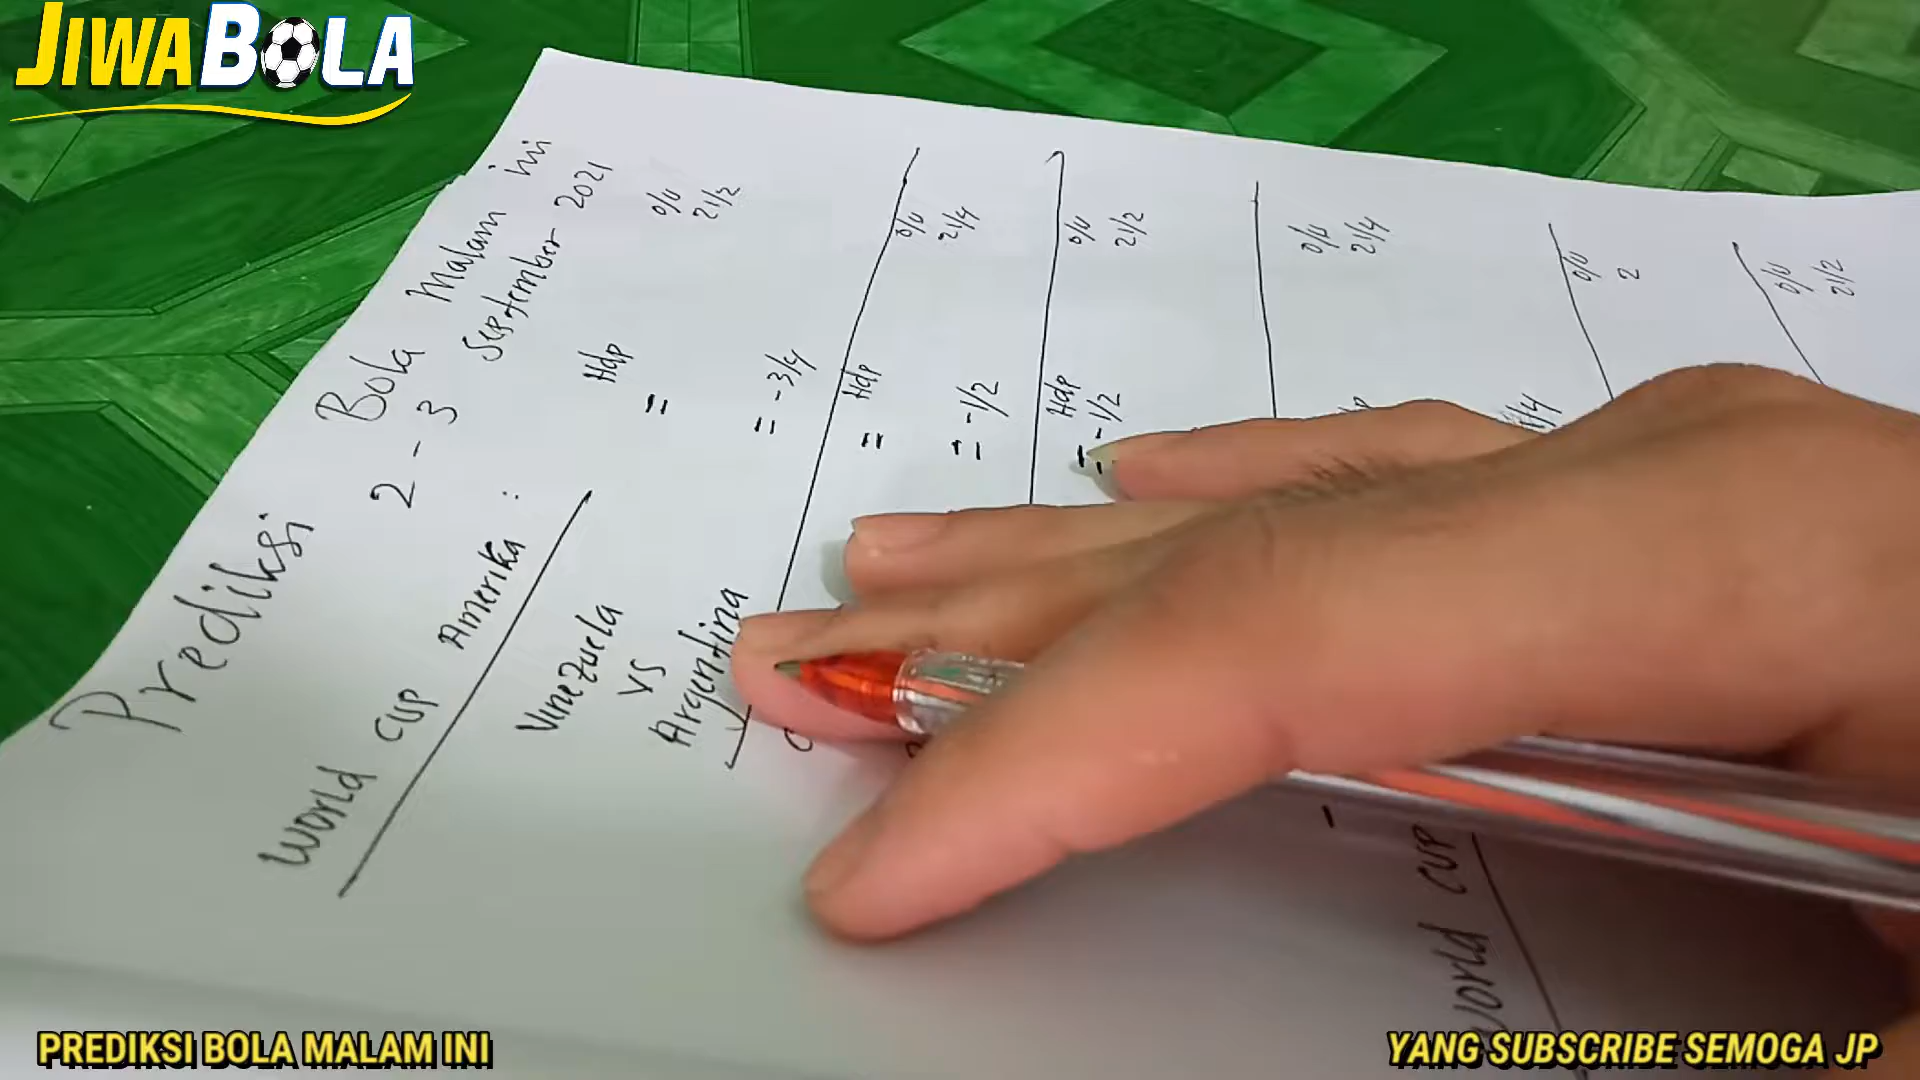 JIWABOLA
Prediksi Bola Malam ini
2 - 3 September 2021
World CUP Amerika :
Hdp O/U
Vinezuela = 2 1/2
vs
Argentina = -3/4
Hdp O/U
= 2 1/4
= -1/2
Hdp O/U
= -1/2 2 1/2
O/U
2 1/4
O/U
2
O/U
2 1/2
World CUP
PREDIKSI BOLA MALAM INI
YANG SUBSCRIBE SEMOGA JP